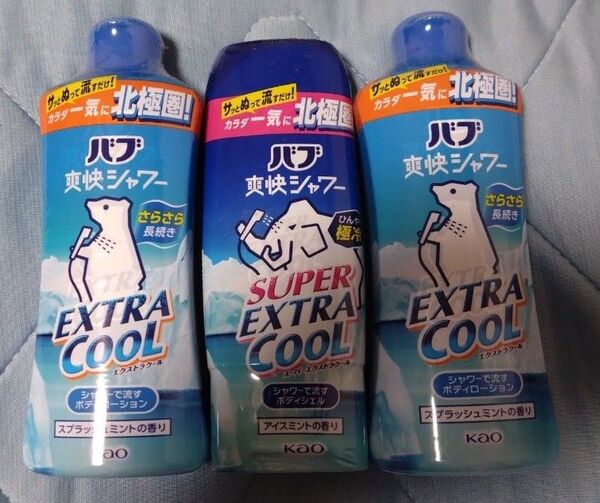 サッとぬって流すだけ!
カラダ一気に北極圏!
バブ
爽快シャワー
さらさら
長続き
EXTRA
COOL
エクストラクール
シャワーで流す
ボディローション
スプラッシュミントの香り
Kao
サッとぬって流すだけ!
カラダ一気に北極圏!
バブ
爽快シャワー
極冷
SUPER
EXTRA
COOL
スーパーエクストラクール
シャワーで流す
ボディジェル
アイスミントの香り
Kao
サッとぬって流すだけ!
カラダ一気に北極圏!
バブ
爽快シャワー
さらさら
長続き
EXTRA
COOL
エクストラクール
シャワーで流す
ボディローション
スプラッシュミントの香り
Kao